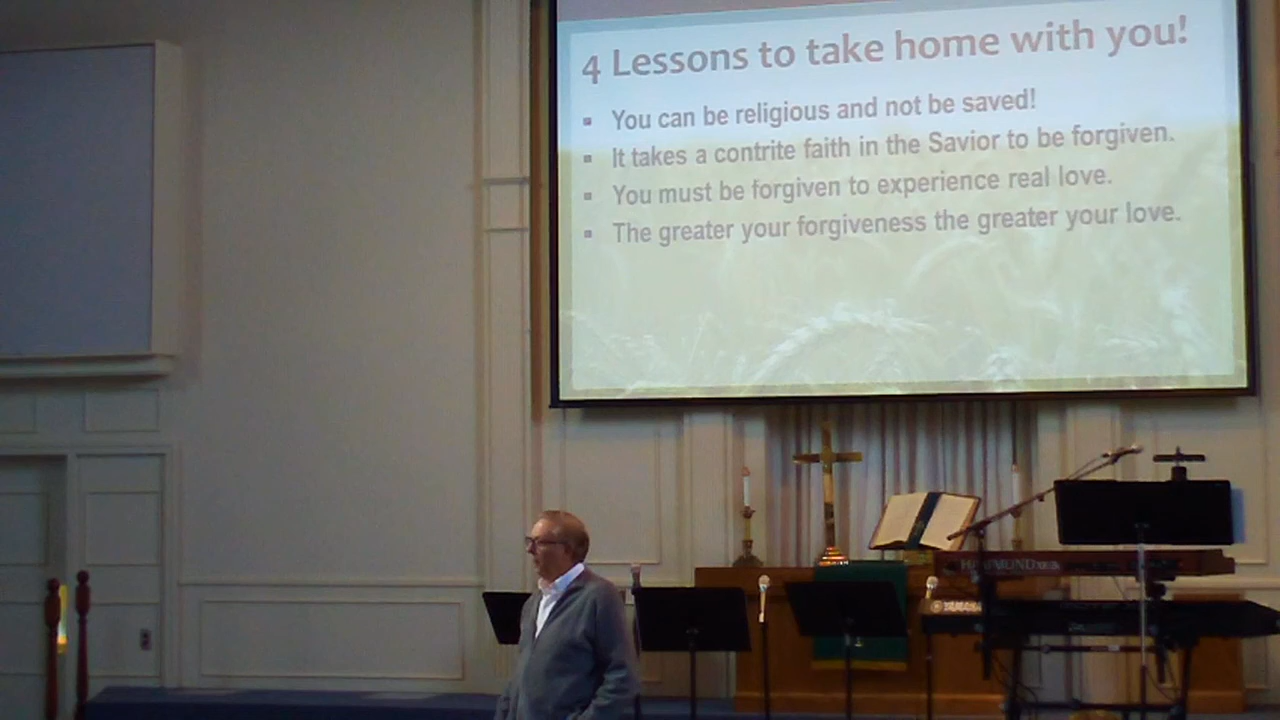 4 Lessons to take home with you!
▪ You can be religious and not be saved!
▪ It takes a contrite faith in the Savior to be forgiven.
▪ You must be forgiven to experience real love.
▪ The greater your forgiveness the greater your love.
HAMMOND
YAMAHA